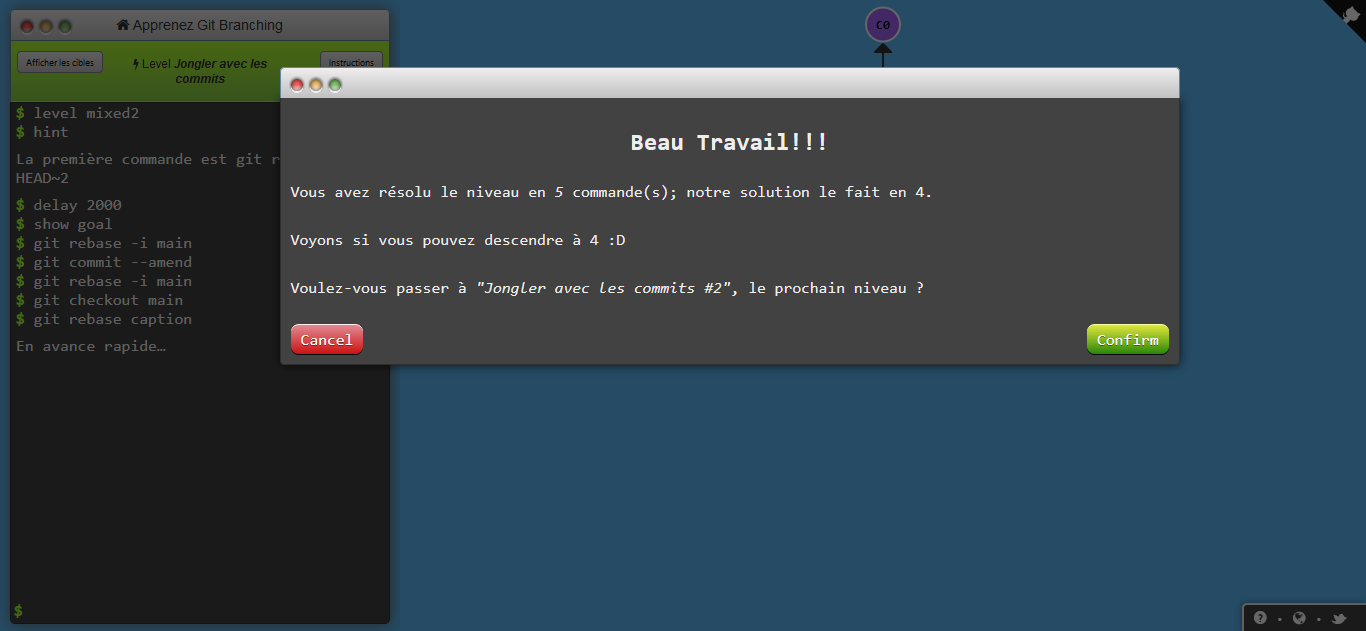 Apprenez Git Branching
C0
Afficher les cibles
Level Jongler avec les
commits
Instructions
$ level mixed2
$ hint
La première commande est git r
HEAD~2
$ delay 2000
$ show goal
$ git rebase -i main
$ git commit --amend
$ git rebase -i main
$ git checkout main
$ git rebase caption
En avance rapide…
$
Beau Travail!!!
Vous avez résolu le niveau en 5 commande(s); notre solution le fait en 4.
Voyons si vous pouvez descendre à 4 :D
Voulez-vous passer à "Jongler avec les commits #2", le prochain niveau ?
Cancel
Confirm